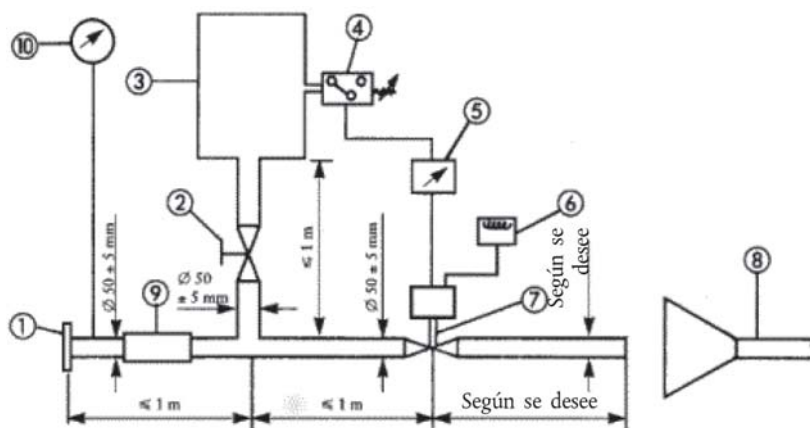 ⑩
③
④
⑤
②
⑥
⑦
⑧
⑨
①
Ø 50 ± 5 mm
Ø 50
± 5 mm
≤ 1 m
Ø 50 ± 5 mm
Según se
desee
≤ 1 m
≤ 1 m
Según se desee